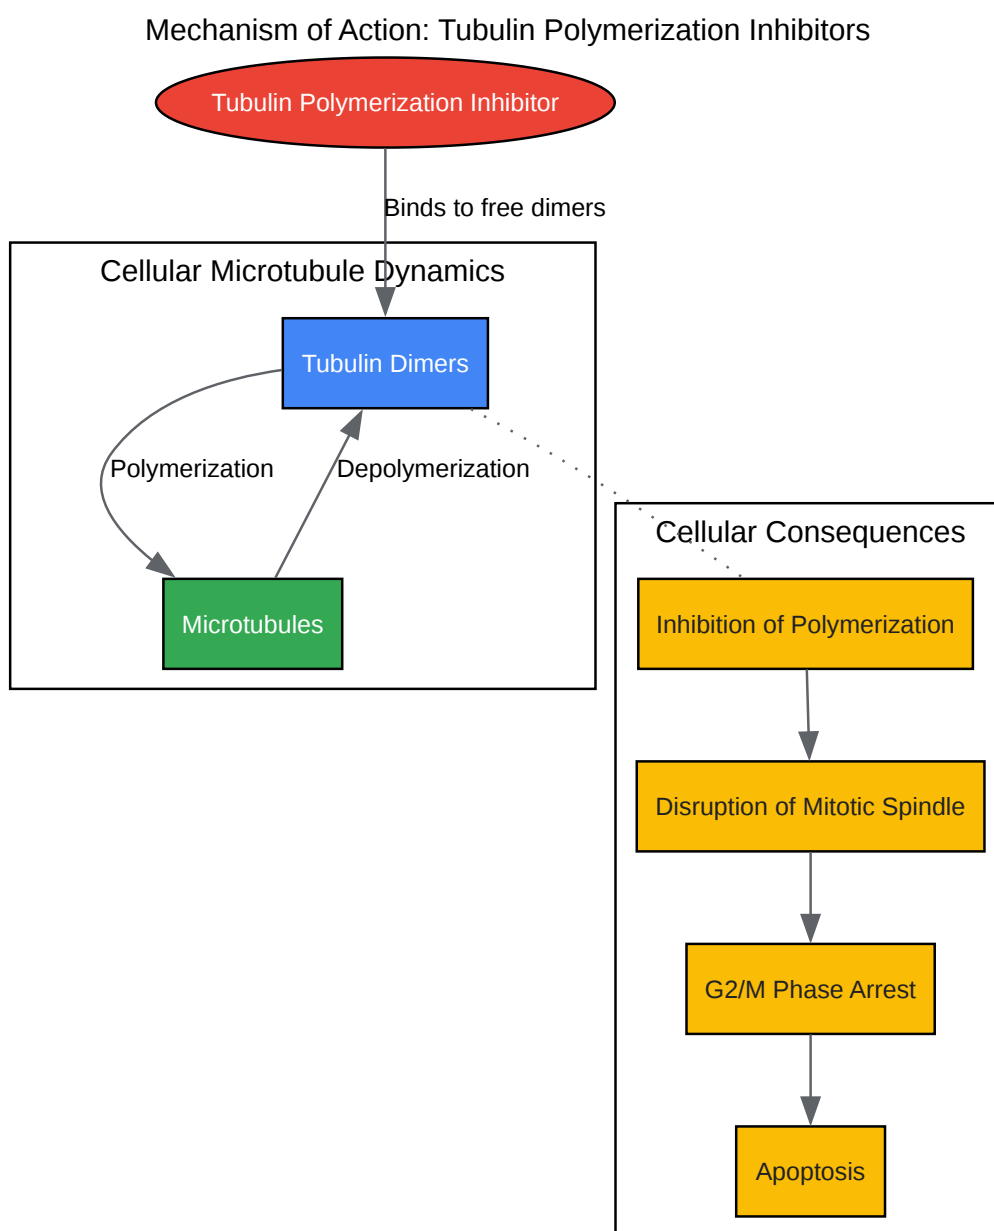 Mechanism of Action: Tubulin Polymerization Inhibitors
Tubulin Polymerization Inhibitor
Binds to free dimers
Cellular Microtubule Dynamics
Tubulin Dimers
Polymerization
Depolymerization
Microtubules
Cellular Consequences
Inhibition of Polymerization
Disruption of Mitotic Spindle
G2/M Phase Arrest
Apoptosis